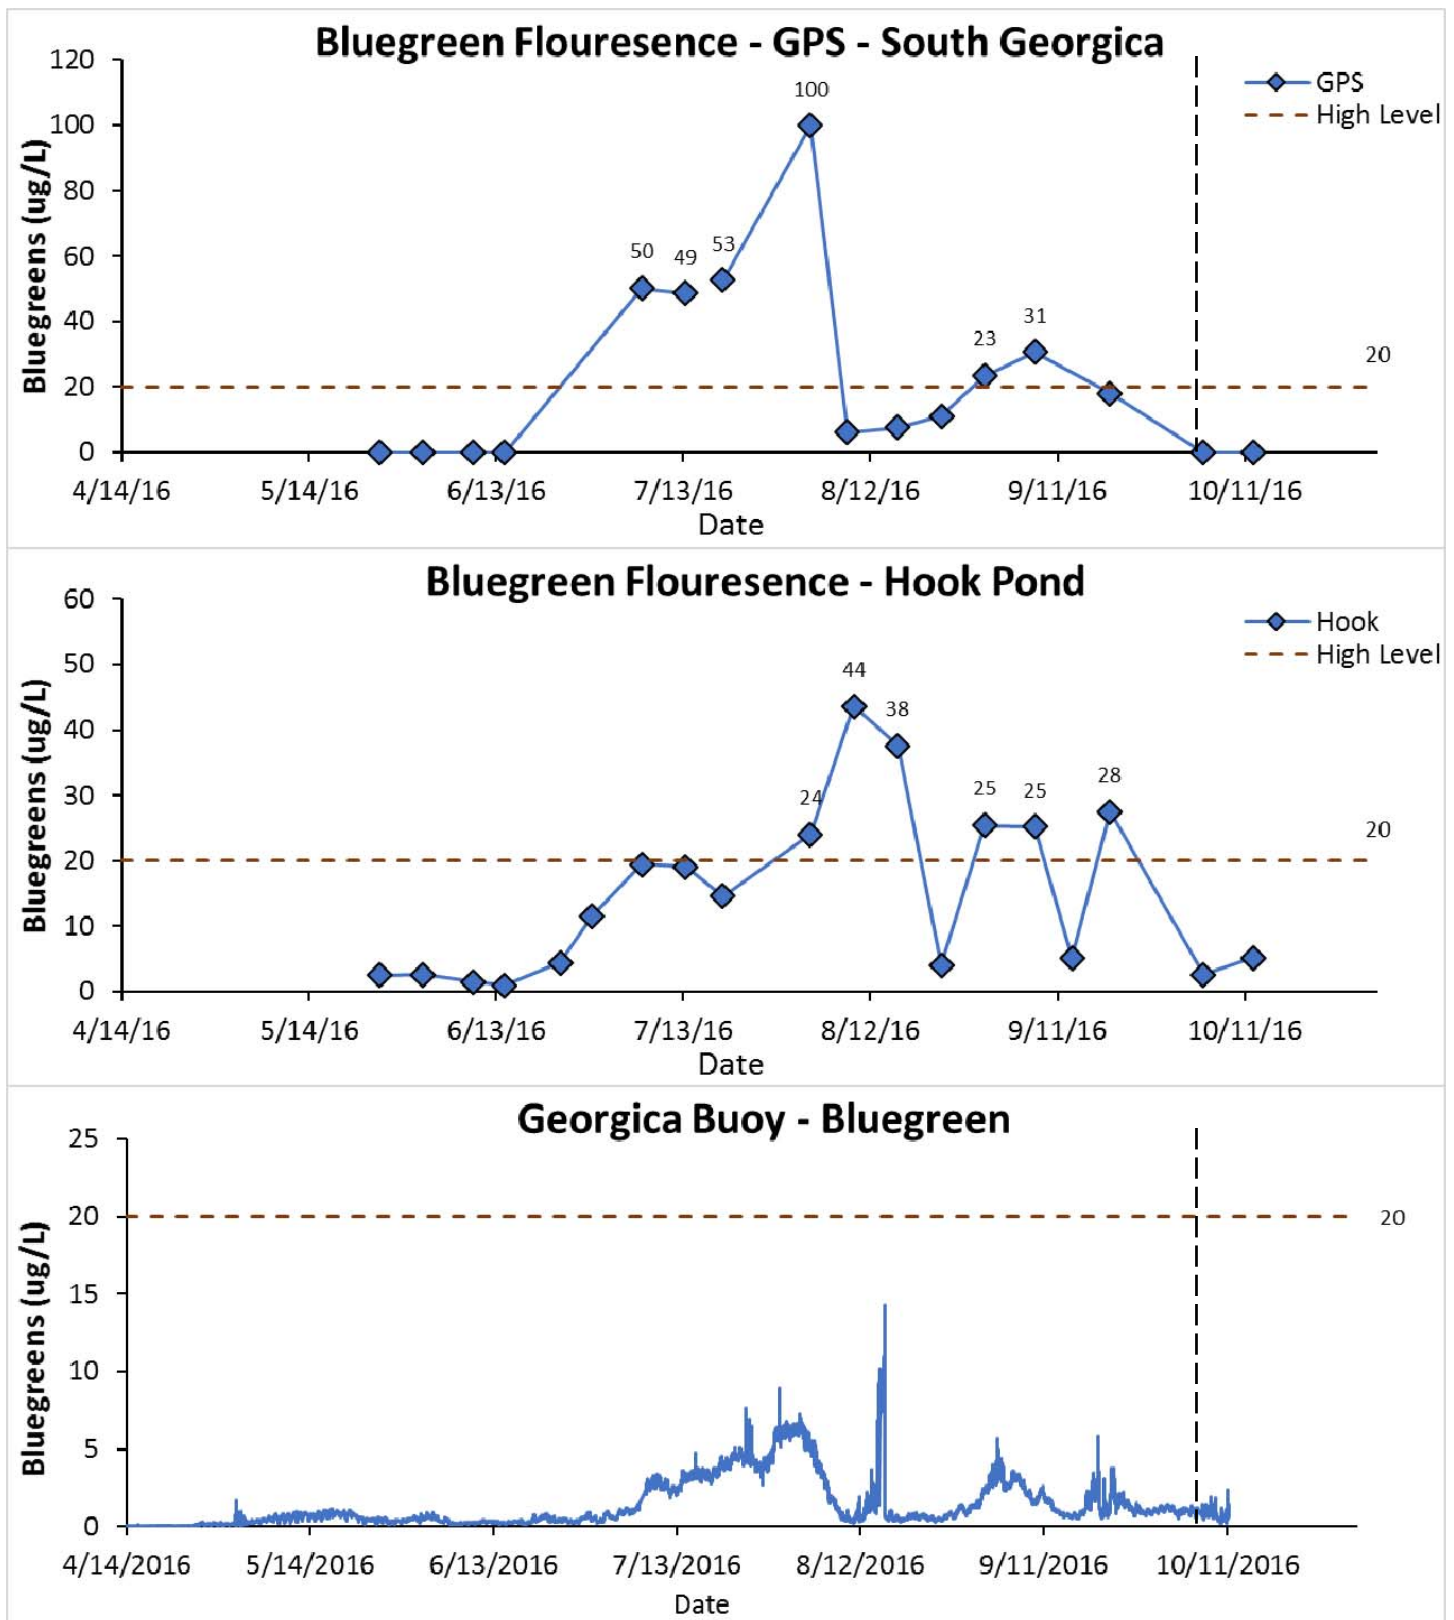 Bluegreen Flouresence - GPS - South Georgica
120
100
80
60
40
20
0
Bluegreens (ug/L)
100
50
49
53
23
31
20
GPS
High Level
4/14/16 5/14/16 6/13/16 7/13/16 8/12/16 9/11/16 10/11/16
Date
Bluegreen Flouresence - Hook Pond
60
50
40
30
20
10
0
Bluegreens (ug/L)
44
38
24
25
25
28
20
Hook
High Level
4/14/16 5/14/16 6/13/16 7/13/16 8/12/16 9/11/16 10/11/16
Date
Georgica Buoy - Bluegreen
25
20
15
10
5
0
Bluegreens (ug/L)
20
4/14/2016 5/14/2016 6/13/2016 7/13/2016 8/12/2016 9/11/2016 10/11/2016
Date